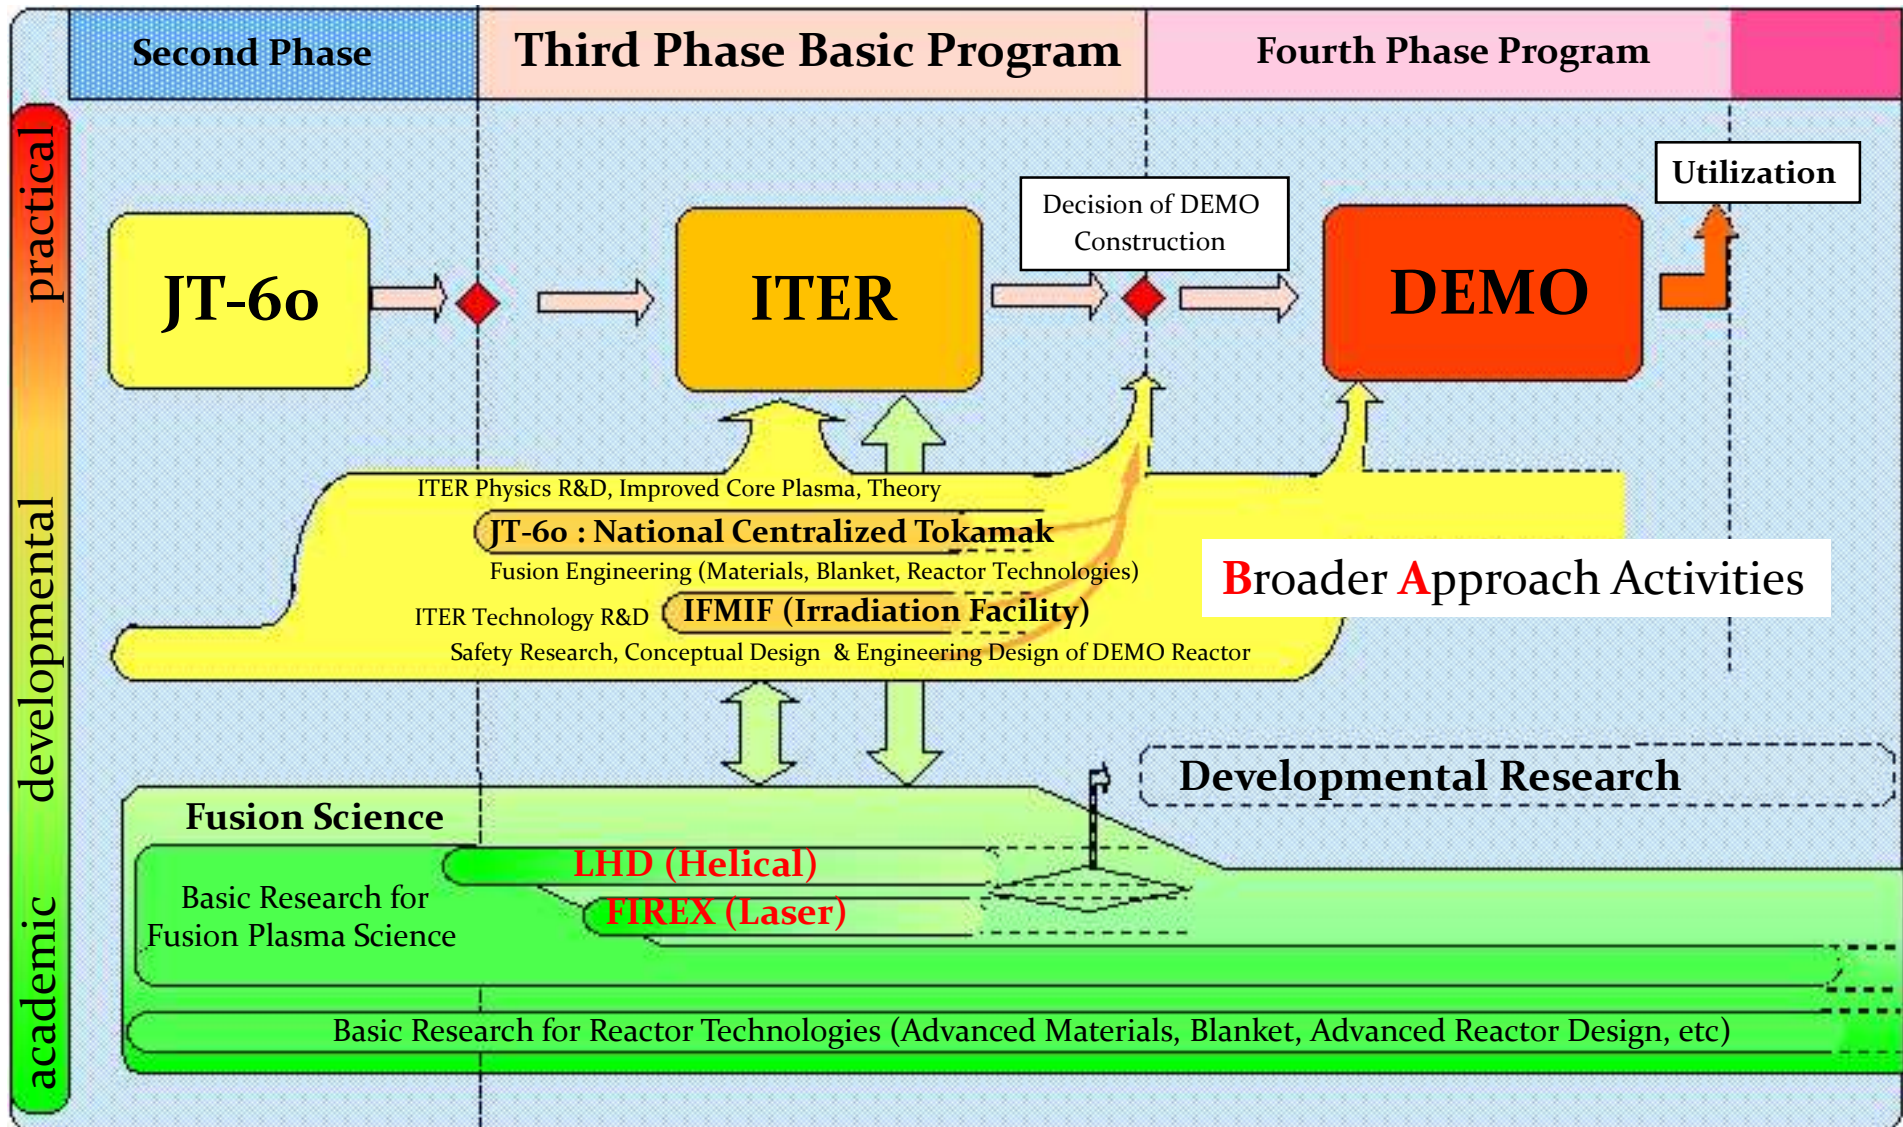 Second Phase
Third Phase Basic Program
Fourth Phase Program
practical
developmental
academic
Utilization
Decision of DEMO
Construction
JT-60
ITER
DEMO
ITER Physics R&D, Improved Core Plasma, Theory
JT-60 : National Centralized Tokamak
Fusion Engineering (Materials, Blanket, Reactor Technologies)
Broader Approach Activities
ITER Technology R&D
IFMIF (Irradiation Facility)
Safety Research, Conceptual Design & Engineering Design of DEMO Reactor
Developmental Research
Fusion Science
LHD (Helical)
Basic Research for
Fusion Plasma Science
FIREX (Laser)
Basic Research for Reactor Technologies (Advanced Materials, Blanket, Advanced Reactor Design, etc)